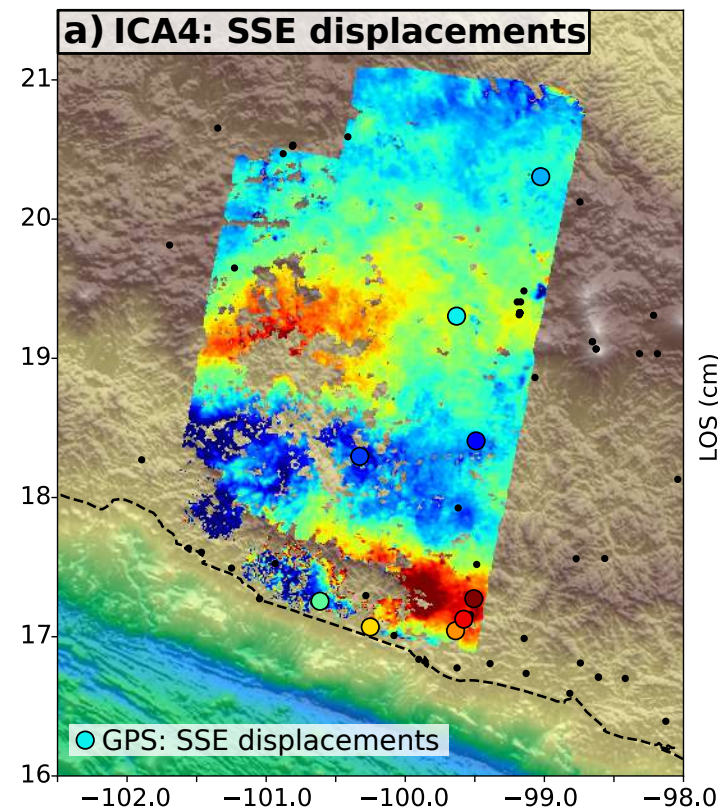 a) ICA4: SSE displacements
21
20
19
18
17
16
LOS (cm)
GPS: SSE displacements
−102.0 −101.0 −100.0 −99.0 −98.0